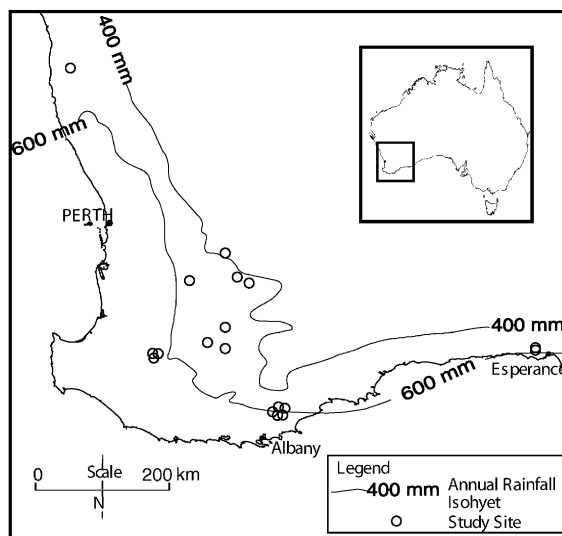 400 mm
600 mm
PERTH
400 mm
Esperance
600 mm
Albany
0 Scale 200 km
N
Legend
400 mm Annual Rainfall
Isohyet
Study Site